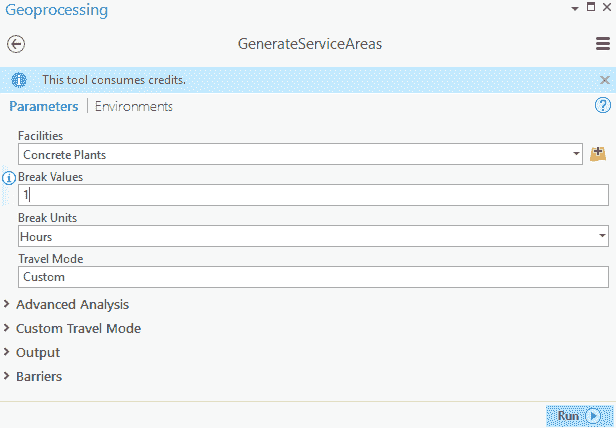 Geoprocessing
GenerateServiceAreas
This tool consumes credits.
Parameters | Environments
Facilities
Concrete Plants
Break Values
1
Break Units
Hours
Travel Mode
Custom
Advanced Analysis
Custom Travel Mode
Output
Barriers
Run